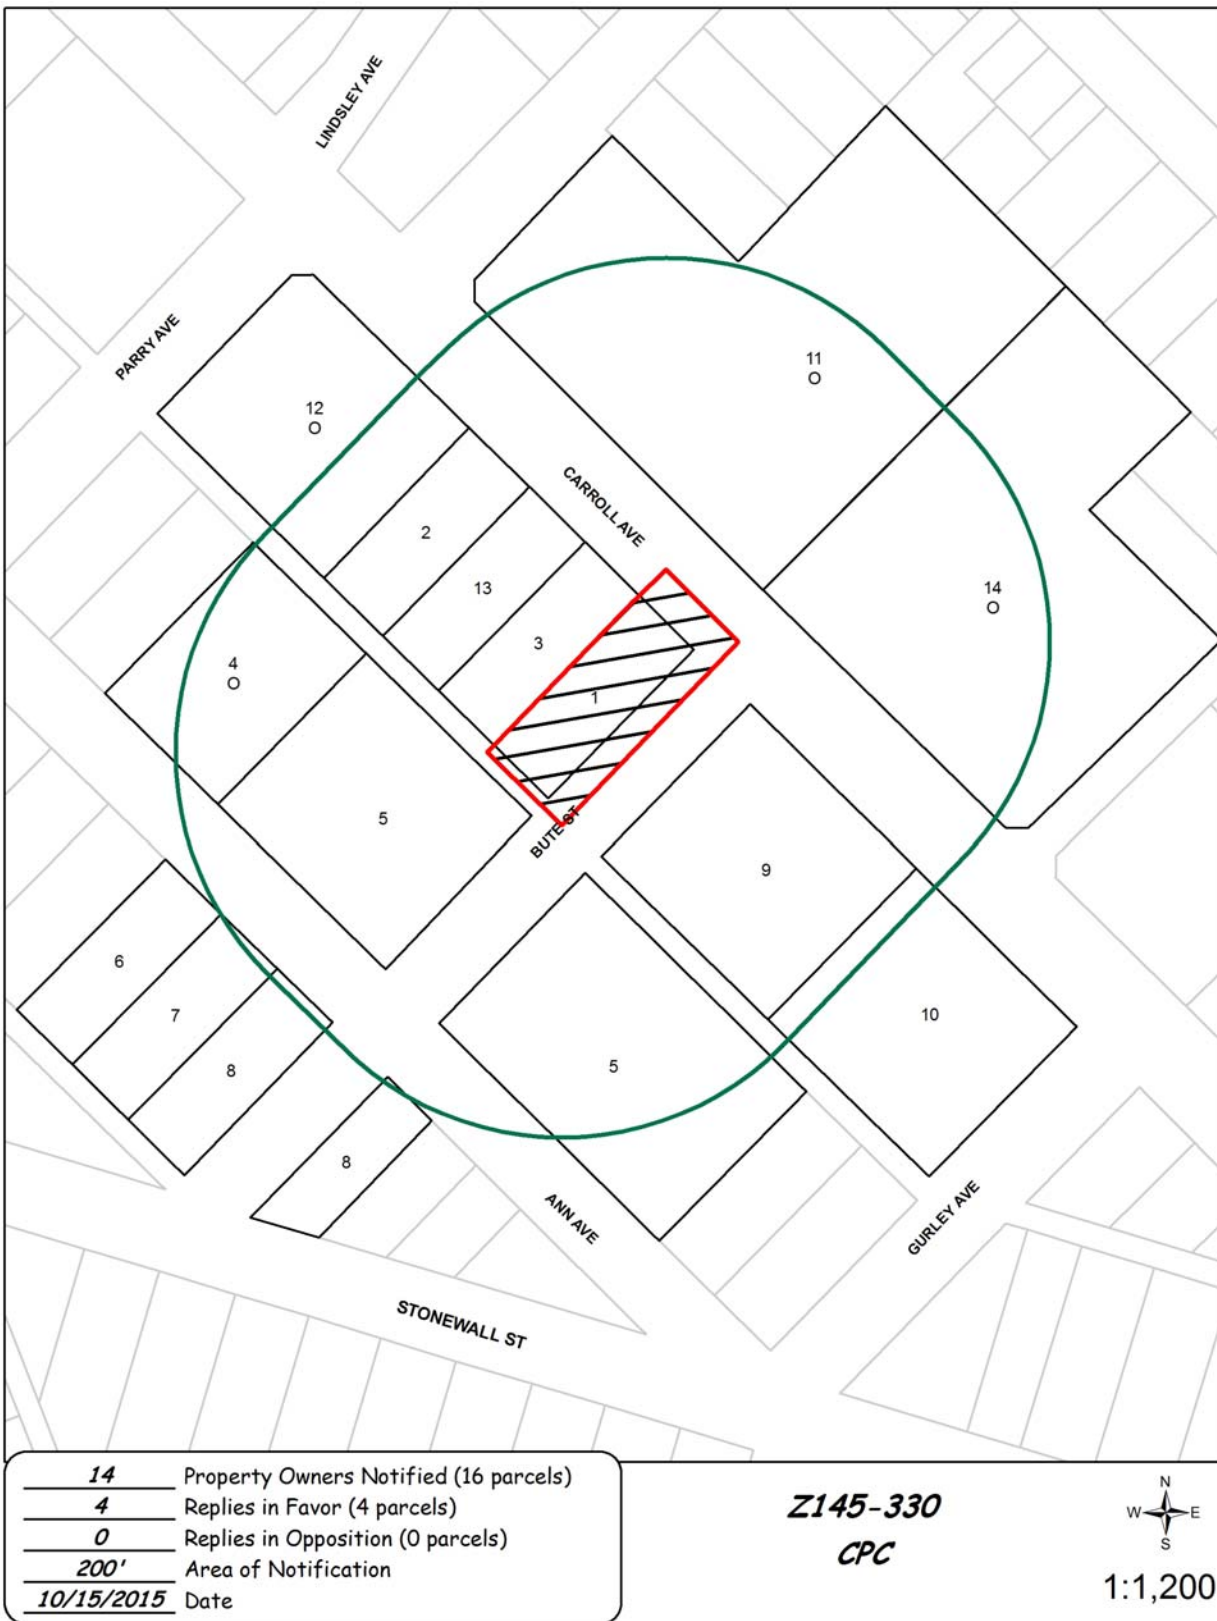 LINDSLEY AVE
PARRY AVE
11
O
12
O
CARROLL AVE
2
13
14
O
3
4
O
1
5
BUTE ST
9
6
7
10
5
8
8
ANN AVE
GURLEY AVE
STONEWALL ST
14 Property Owners Notified (16 parcels)
4 Replies in Favor (4 parcels)
0 Replies in Opposition (0 parcels)
200' Area of Notification
10/15/2015 Date
Z145-330
CPC
N
W E
S
1:1,200